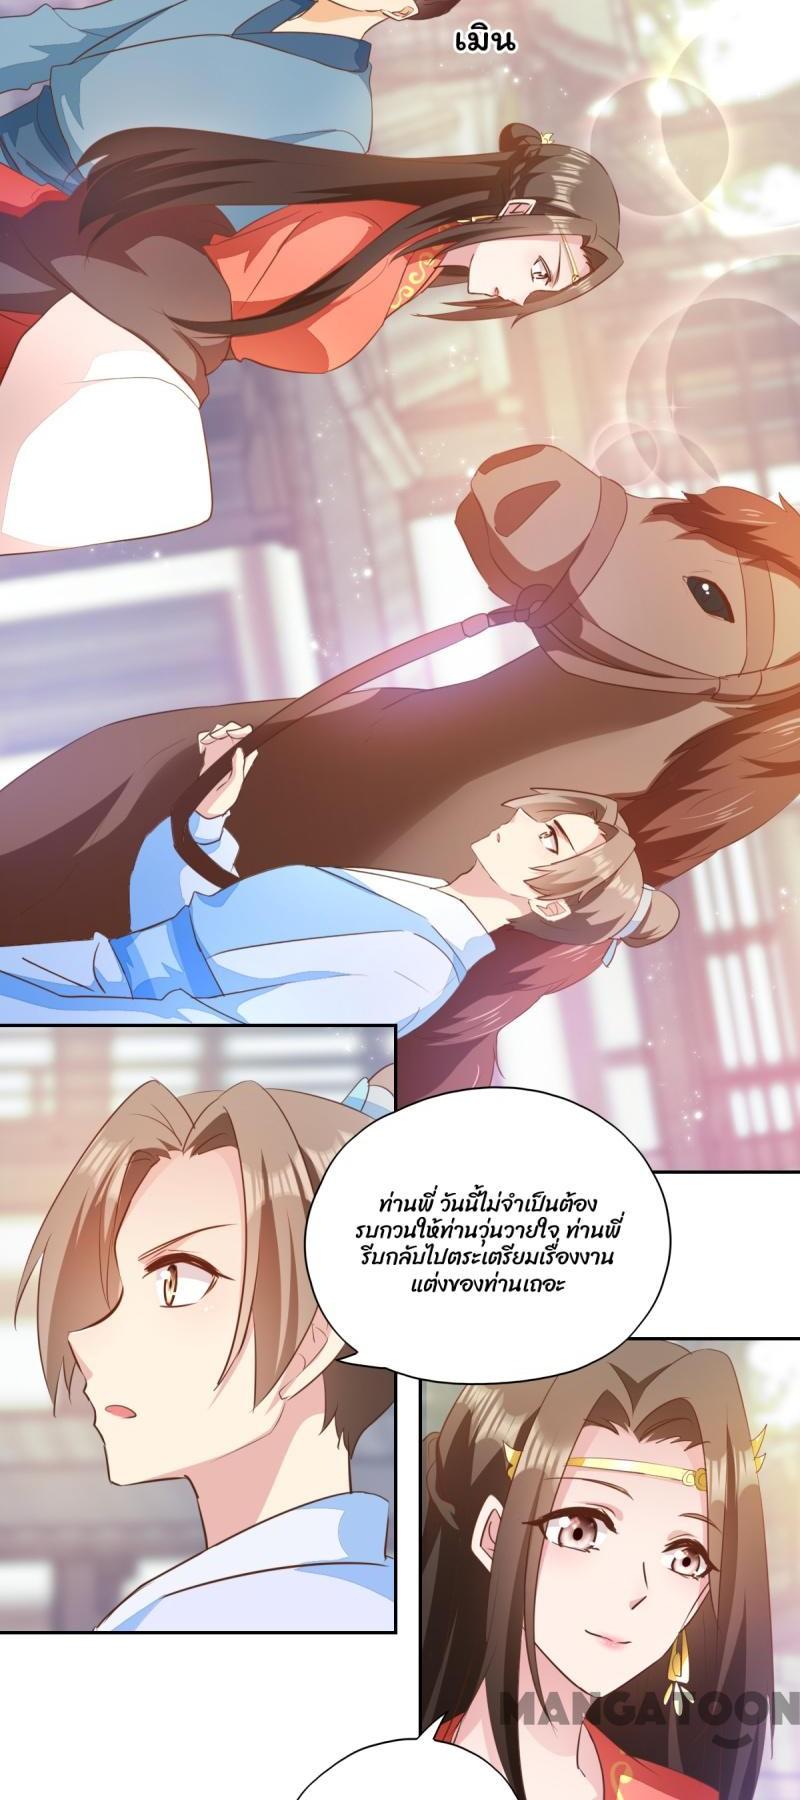 เมิน
ท่านพี่ วันนี้ไม่จำเป็นต้อง
รบกวนให้ท่านวุ่นวายใจ ท่านพี่
รีบกลับไปตระเตรียมเรื่องงาน
แต่งของท่านเถอะ
MANGATOON